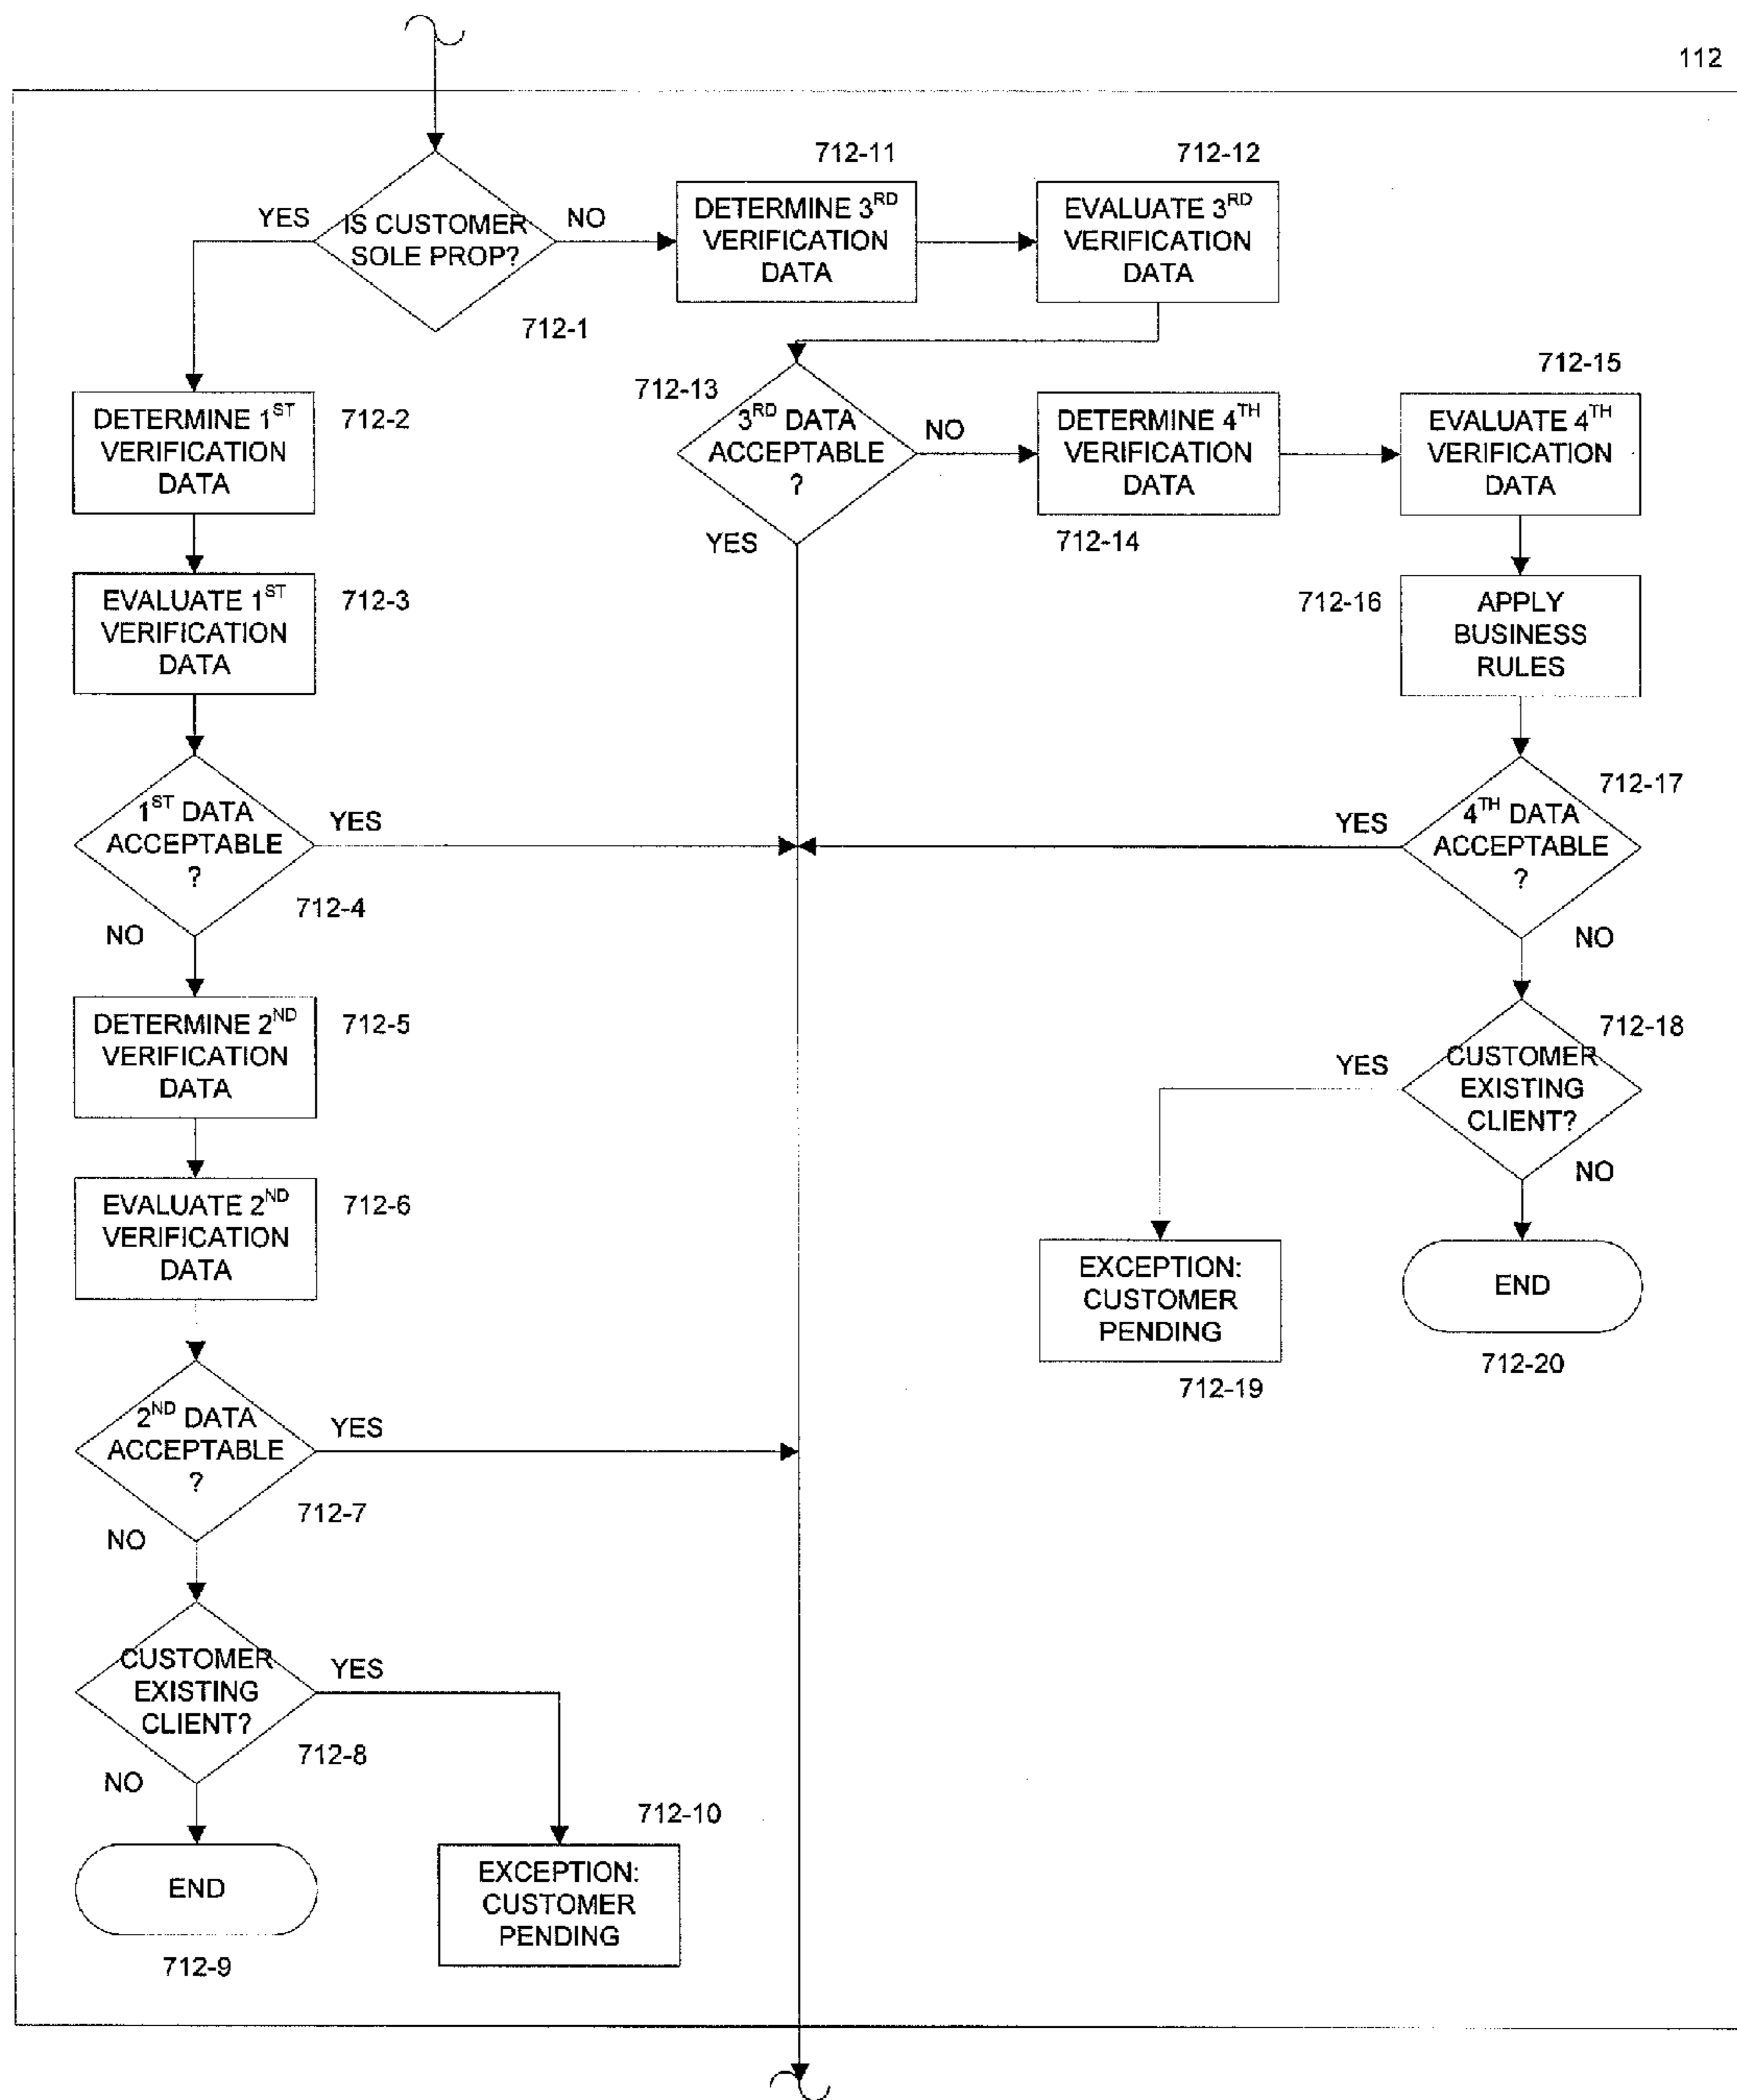 112
712-11
712-12
YES
IS CUSTOMER
SOLE PROP?
NO
712-1
DETERMINE 3RD
VERIFICATION
DATA
EVALUATE 3RD
VERIFICATION
DATA
712-13
3RD DATA
ACCEPTABLE
?
NO
YES
712-15
DETERMINE 4TH
VERIFICATION
DATA
712-14
EVALUATE 4TH
VERIFICATION
DATA
712-16
APPLY
BUSINESS
RULES
712-17
YES
4TH DATA
ACCEPTABLE
?
NO
712-18
YES
CUSTOMER
EXISTING
CLIENT?
NO
EXCEPTION:
CUSTOMER
PENDING
712-19
END
712-20
DETERMINE 1ST
VERIFICATION
DATA
712-2
EVALUATE 1ST
VERIFICATION
DATA
712-3
1ST DATA
ACCEPTABLE
?
YES
712-4
NO
DETERMINE 2ND
VERIFICATION
DATA
712-5
EVALUATE 2ND
VERIFICATION
DATA
712-6
2ND DATA
ACCEPTABLE
?
YES
712-7
NO
CUSTOMER
EXISTING
CLIENT?
YES
712-8
NO
712-10
END
712-9
EXCEPTION:
CUSTOMER
PENDING